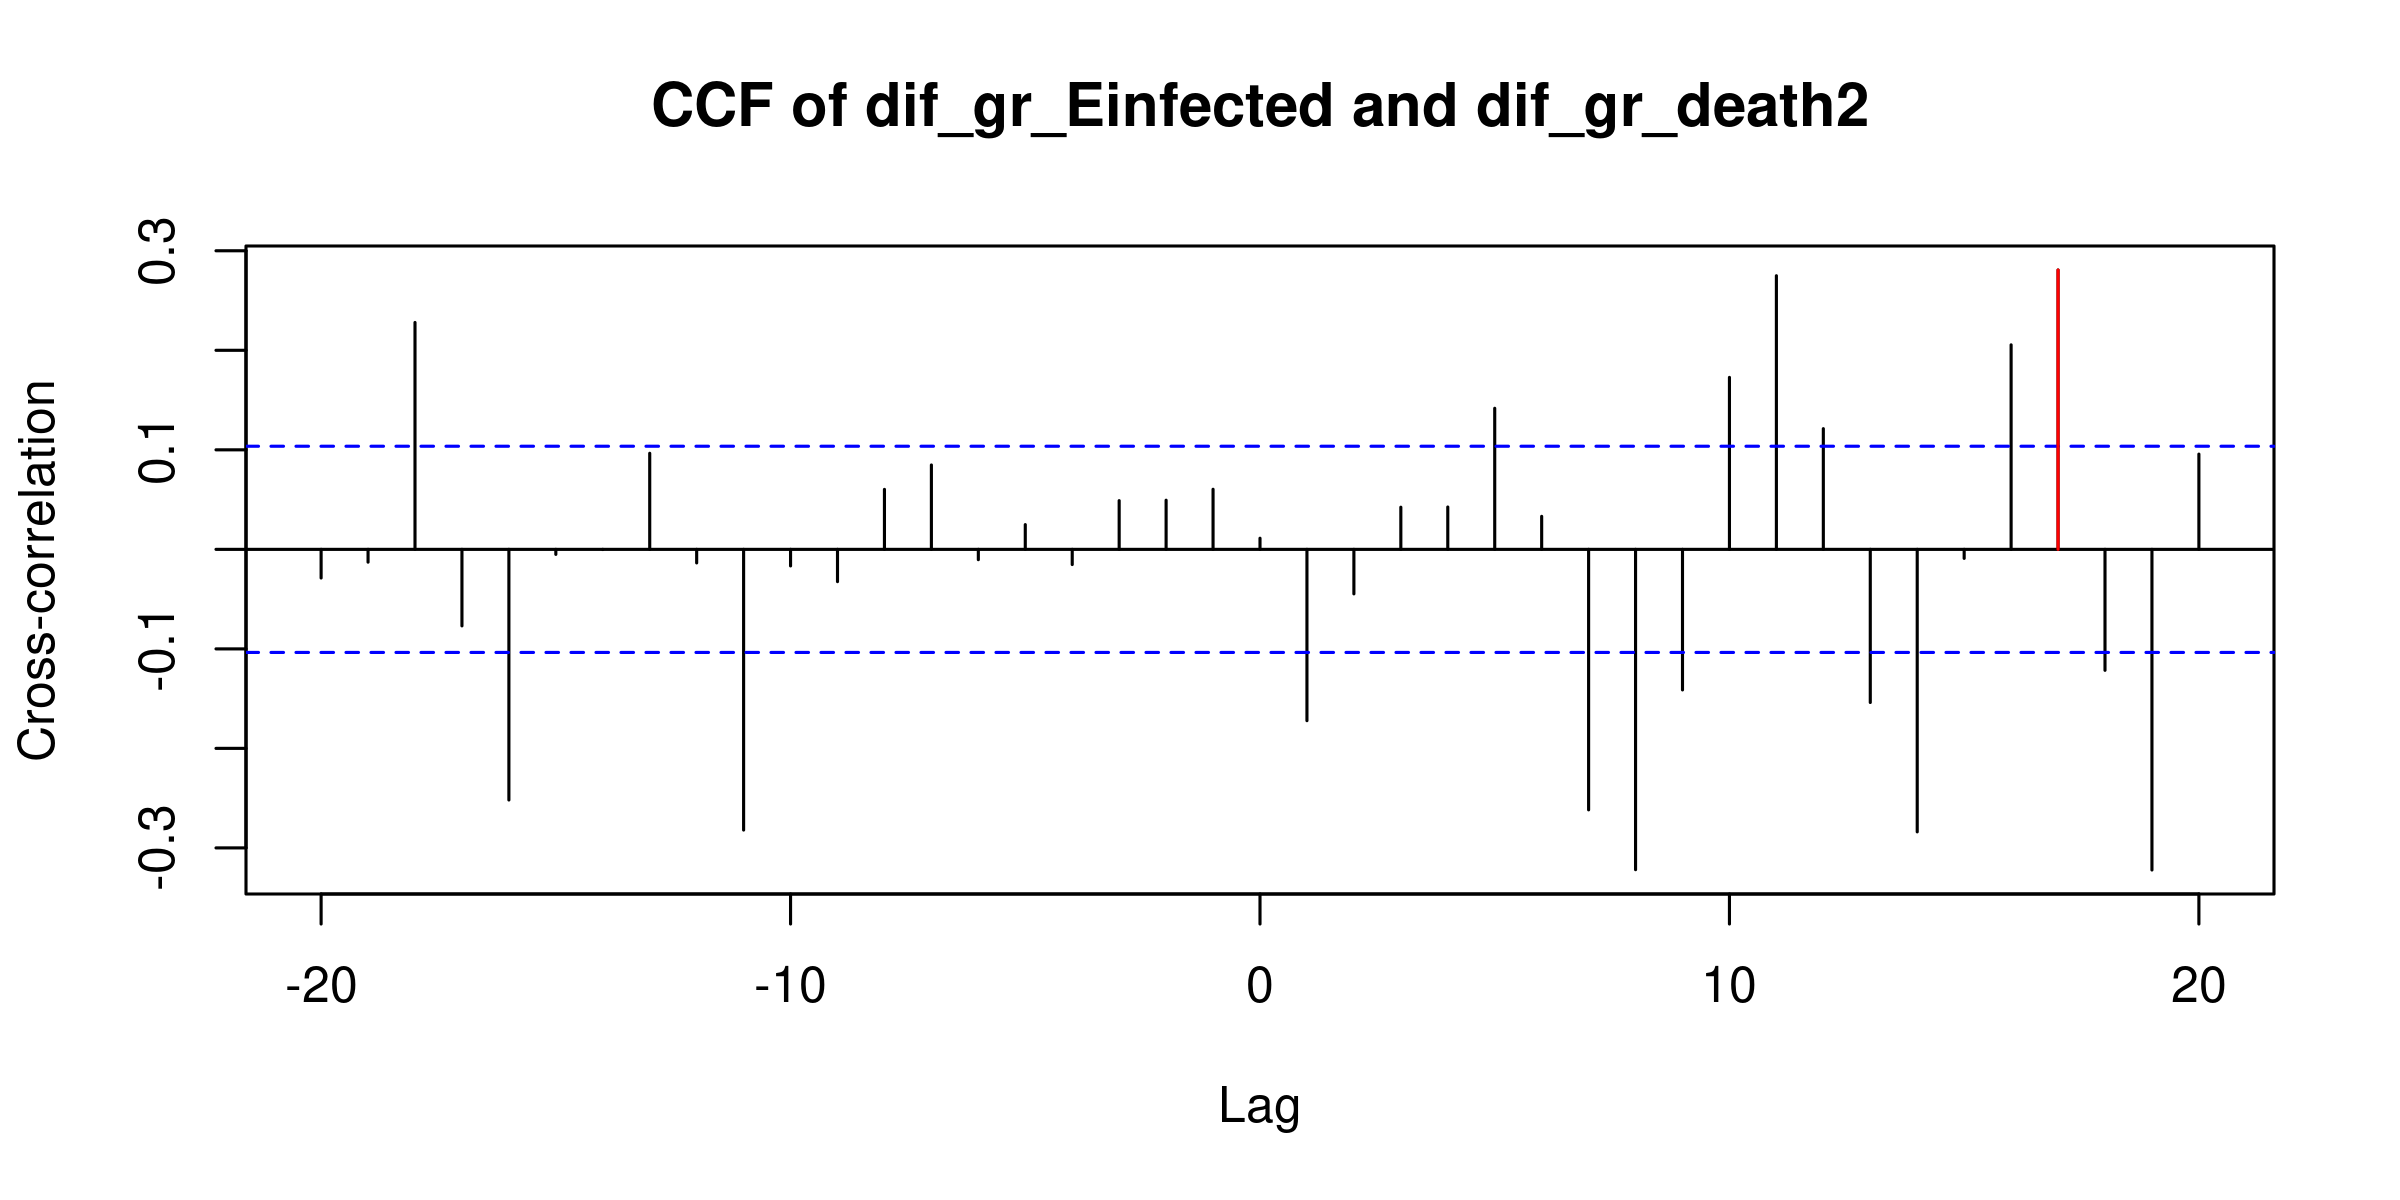 CCF of dif_gr_Einfected and dif_gr_death2
Cross-correlation
0.3
0.1
-0.1
-0.3
-20 -10 0 10 20
Lag